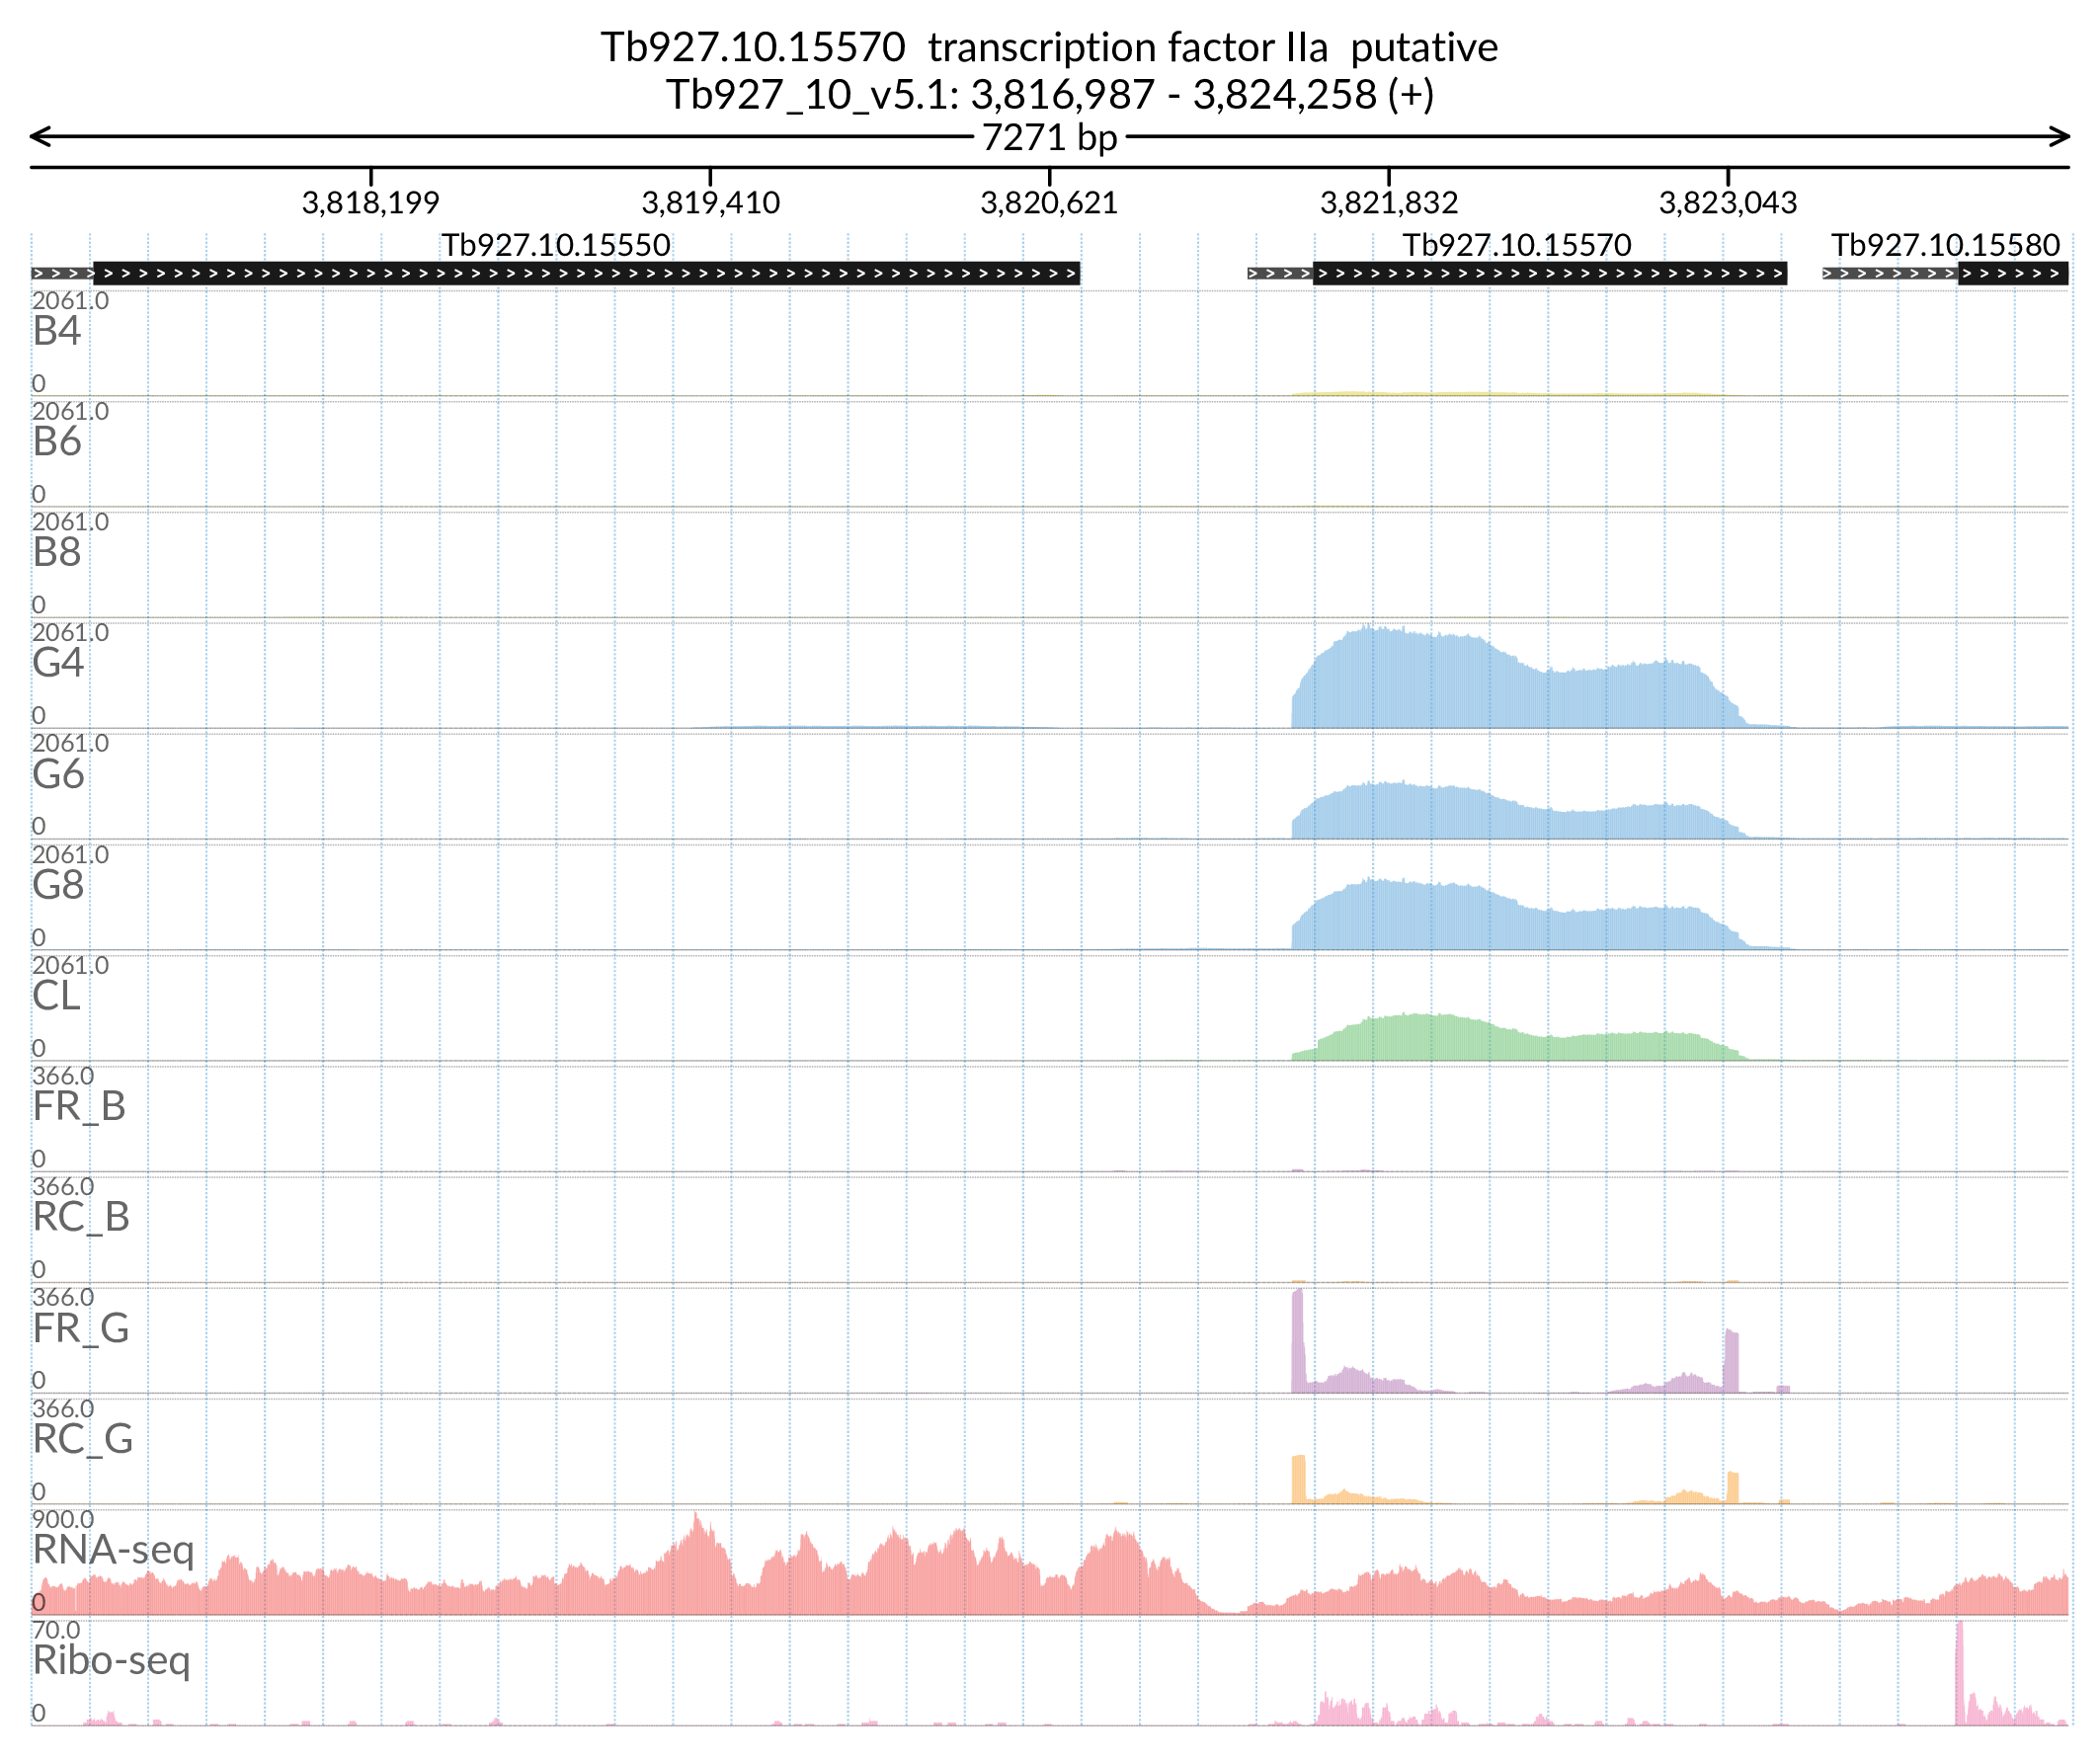 Tb927.10.15570  transcription factor IIa  putative
Tb927_10_v5.1: 3,816,987 - 3,824,258 (+)
7271 bp
3,818,199 3,819,410 3,820,621 3,821,832 3,823,043
Tb927.10.15550 Tb927.10.15570 Tb927.10.15580
2061.0
B4
0
2061.0
B6
0
2061.0
B8
0
2061.0
G4
0
2061.0
G6
0
2061.0
G8
0
2061.0
CL
0
366.0
FR_B
0
366.0
RC_B
0
366.0
FR_G
0
366.0
RC_G
0
900.0
RNA-seq
0
70.0
Ribo-seq
0